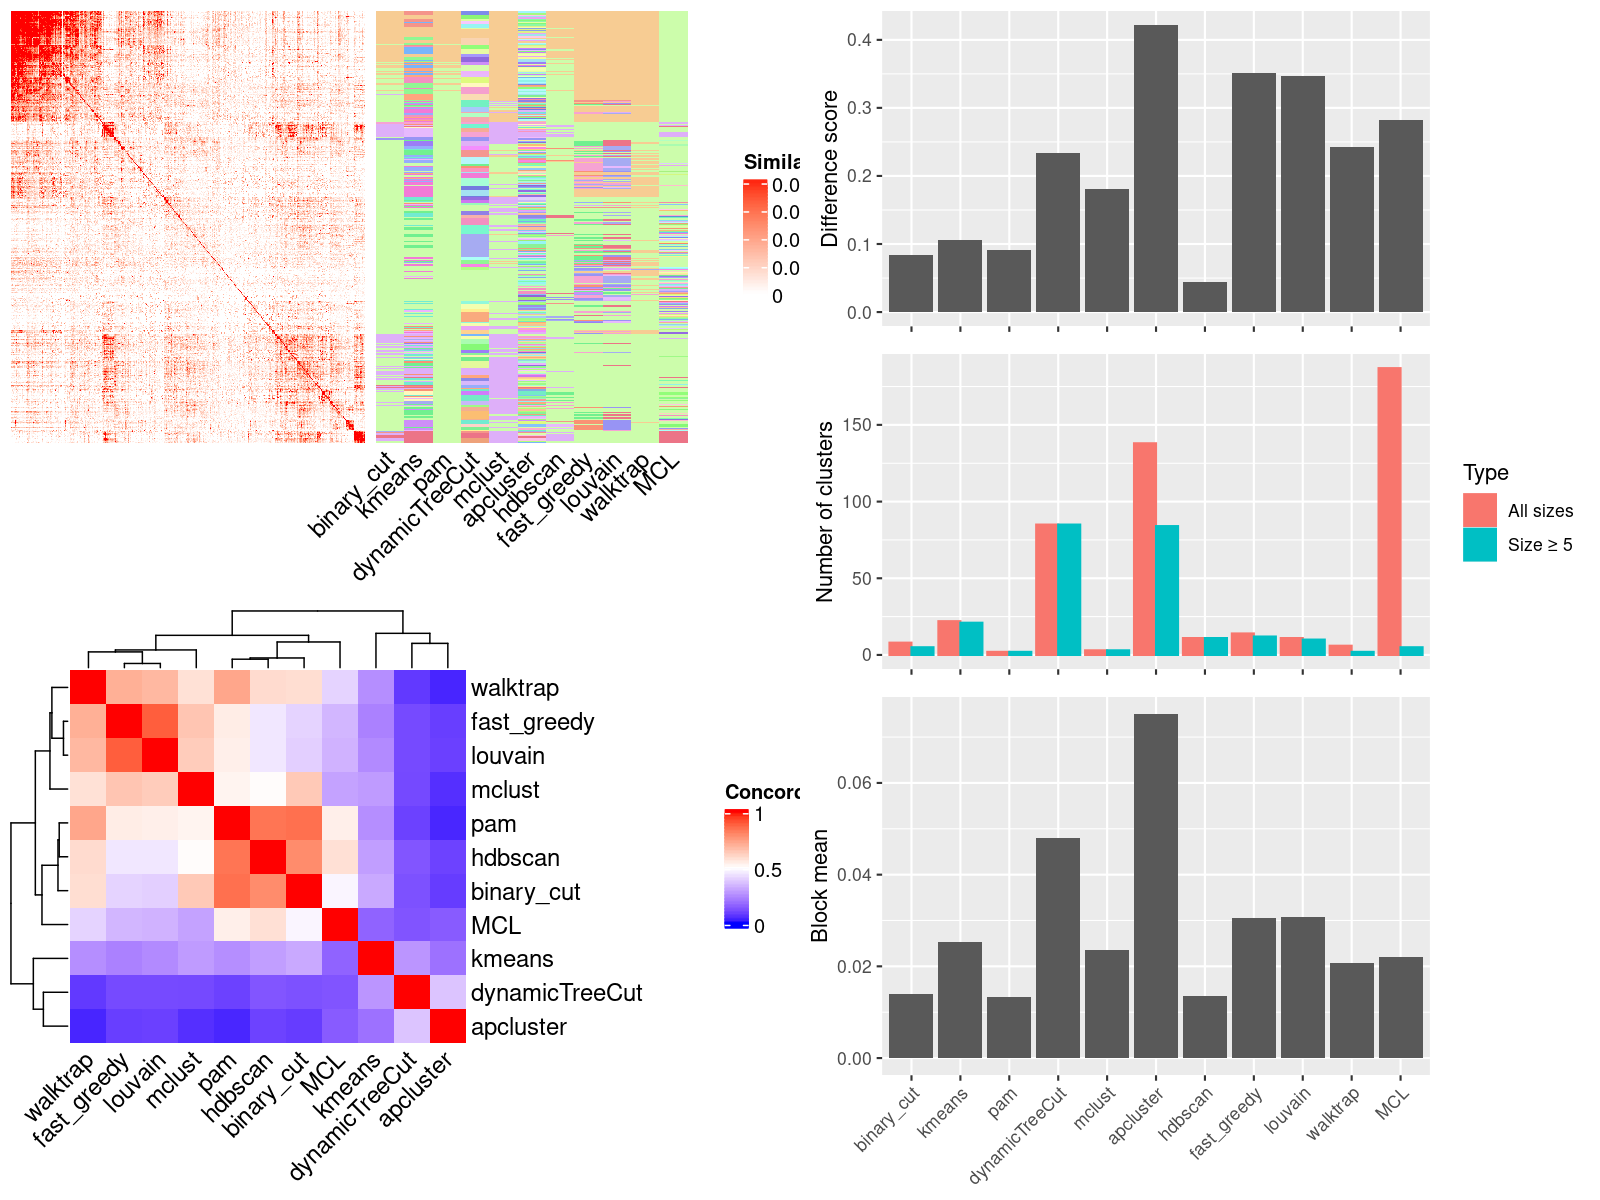 Simila
0.0
0.0
0.0
0.0
0
binary_cut
kmeans
pam
dynamicTreeCut
mclust
apcluster
hdbscan
fast_greedy
louvain
walktrap
MCL
walktrap
fast_greedy
louvain
mclust
pam
hdbscan
binary_cut
MCL
kmeans
dynamicTreeCut
apcluster
walktrap
fast_greedy
louvain
mclust
pam
hdbscan
binary_cut
MCL
kmeans
dynamicTreeCut
apcluster
Concord
1
0.5
0
Difference score
0.4
0.3
0.2
0.1
0.0
Number of clusters
150
100
50
0
Type
All sizes
Size ≥ 5
Block mean
0.06
0.04
0.02
0.00
binary_cut
kmeans
pam
dynamicTreeCut
mclust
apcluster
hdbscan
fast_greedy
louvain
walktrap
MCL